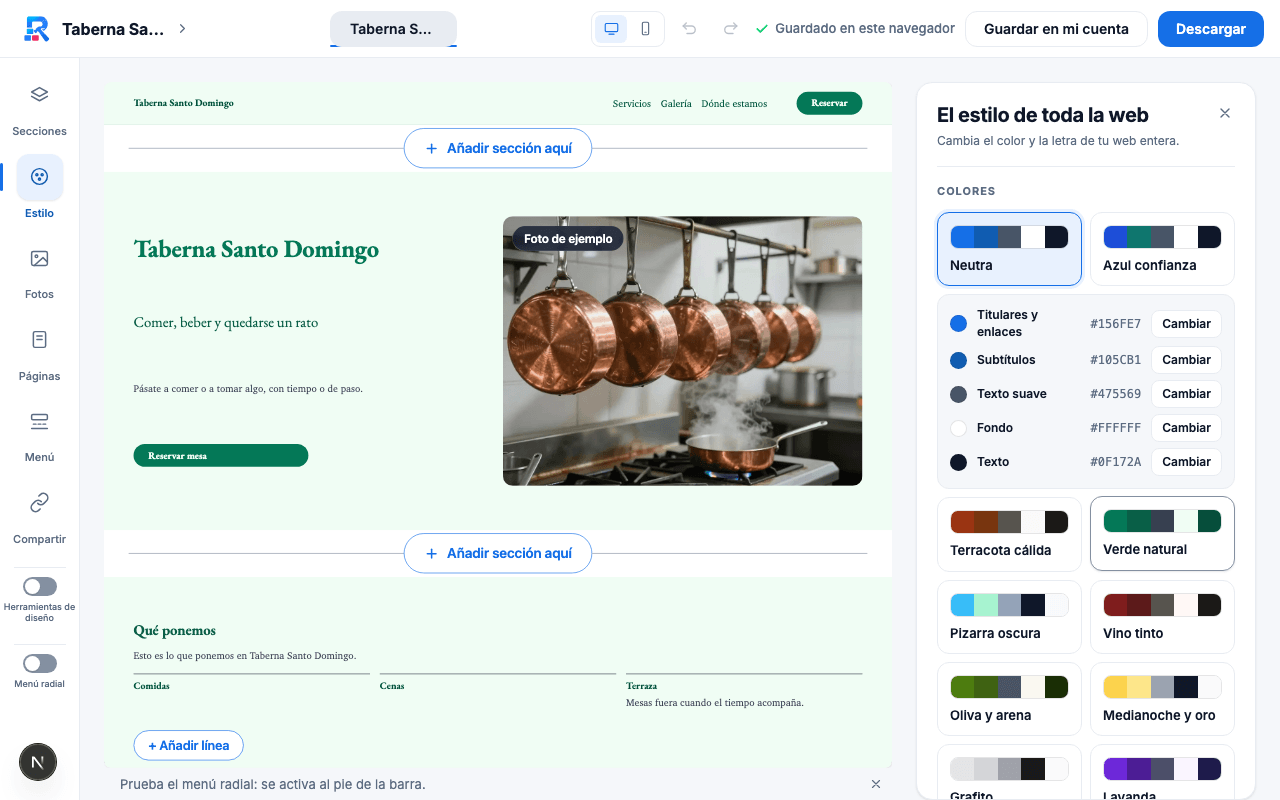 Taberna Sa...
Taberna S...
Guardado en este navegador
Guardar en mi cuenta
Descargar
Secciones
Estilo
Fotos
Páginas
Menú
Compartir
Herramientas de
diseño
Menú radial
N
Taberna Santo Domingo
Servicios
Galería
Dónde estamos
Reservar
+ Añadir sección aquí
Taberna Santo Domingo
Comer, beber y quedarse un rato
Pásate a comer o a tomar algo, con tiempo o de paso.
Reservar mesa
Foto de ejemplo
+ Añadir sección aquí
Qué ponemos
Esto es lo que ponemos en Taberna Santo Domingo.
Comidas
Cenas
Terraza
Mesas fuera cuando el tiempo acompaña.
+ Añadir línea
Prueba el menú radial: se activa al pie de la barra.
El estilo de toda la web
Cambia el color y la letra de tu web entera.
COLORES
Neutra
Azul confianza
Titulares y
enlaces
#156FE7
Cambiar
Subtítulos
#105CB1
Cambiar
Texto suave
#475569
Cambiar
Fondo
#FFFFFF
Cambiar
Texto
#0F172A
Cambiar
Terracota cálida
Verde natural
Pizarra oscura
Vino tinto
Oliva y arena
Medianoche y oro
Grafito
Lavanda